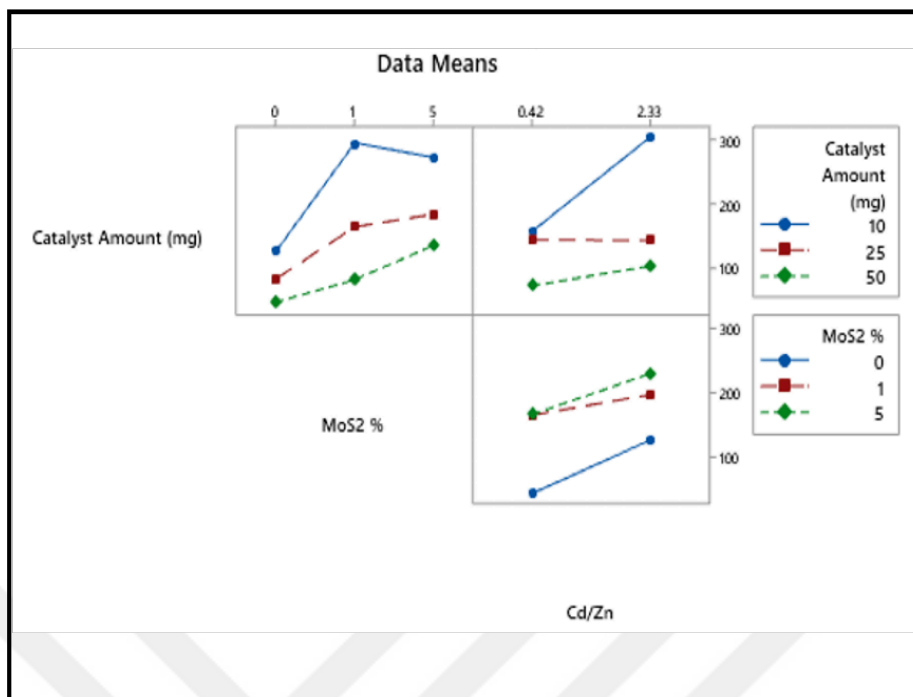 Data Means
0 1 5 0.42 2.33
Catalyst Amount (mg)
300
200
100
Catalyst
Amount
(mg)
10
25
50
MoS2 %
300
200
100
MoS2 %
0
1
5
Cd/Zn